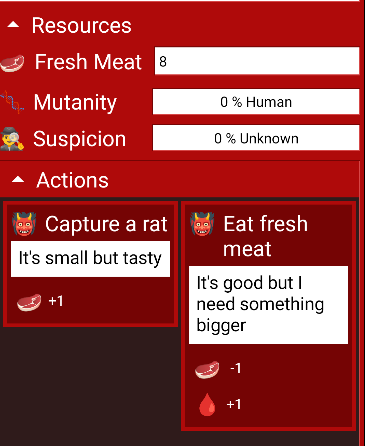 Resources
Fresh Meat 8
Mutanity 0 % Human
Suspicion 0 % Unknown
Actions
Capture a rat
It's small but tasty
+1
Eat fresh
meat
It's good but I
need something
bigger
-1
+1